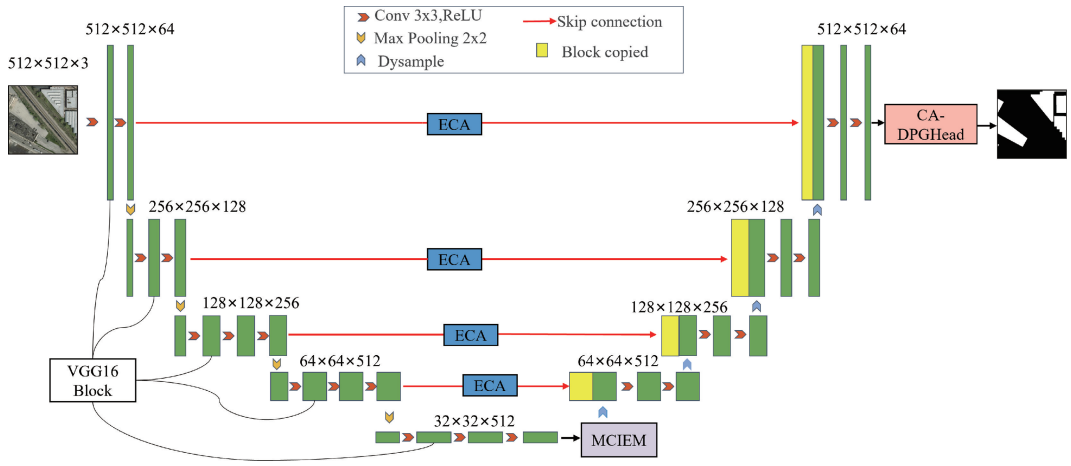 Conv 3x3,ReLU
Skip connection
Max Pooling 2x2
Block copied
Dysample
512×512×64
512×512×64
512×512×3
ECA
CA-
DPGHead
256×256×128
256×256×128
ECA
128×128×256
128×128×256
ECA
VGG16
Block
64×64×512
64×64×512
ECA
32×32×512
MCIEM